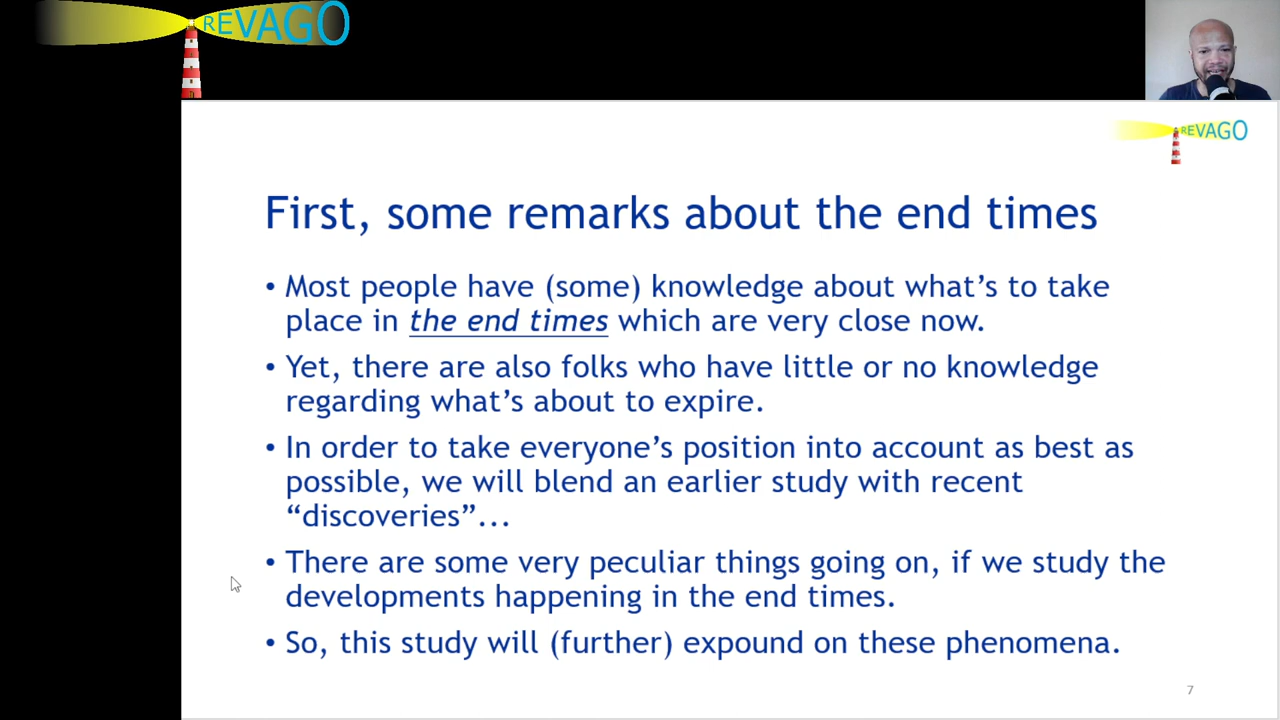 REVAGO
REVAGO
First, some remarks about the end times
• Most people have (some) knowledge about what’s to take
place in the end times which are very close now.
• Yet, there are also folks who have little or no knowledge
regarding what’s about to expire.
• In order to take everyone’s position into account as best as
possible, we will blend an earlier study with recent
“discoveries”...
• There are some very peculiar things going on, if we study the
developments happening in the end times.
• So, this study will (further) expound on these phenomena.
7